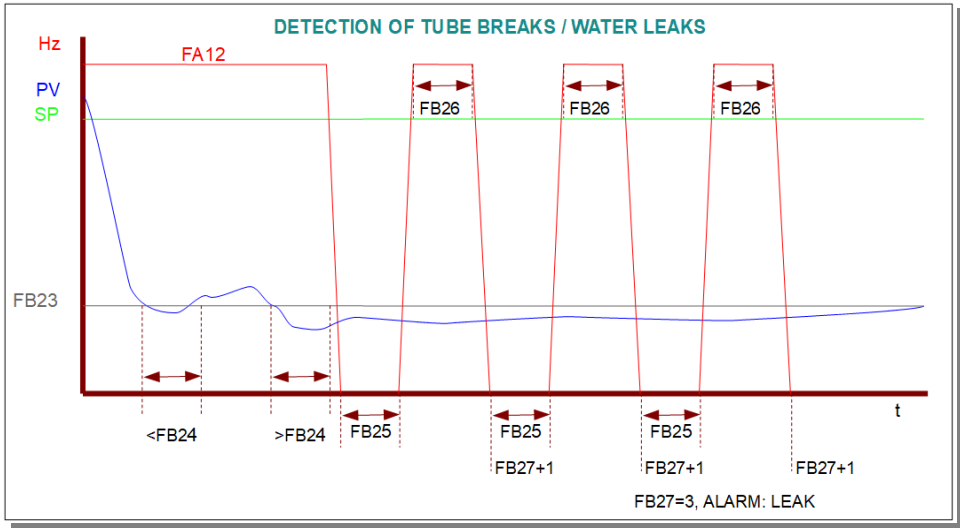 DETECTION OF TUBE BREAKS / WATER LEAKS
Hz
FA12
PV
SP
FB26
FB26
FB26
FB23
<FB24
>FB24
FB25
FB25
FB25
t
FB27+1
FB27+1
FB27+1
FB27=3, ALARM: LEAK